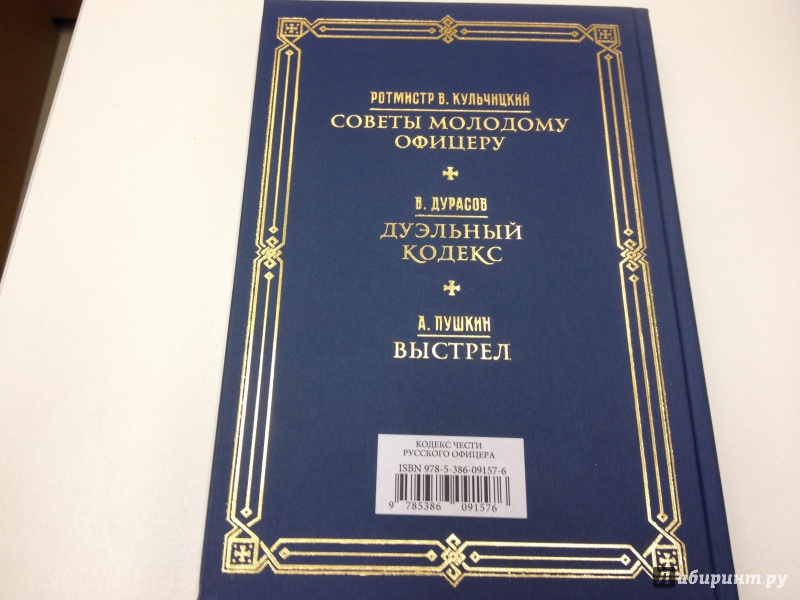 РОТМИСТР В. КУЛЬЧИЦКИЙ
СОВЕТЫ МОЛОДОМУ
ОФИЦЕРУ
В. ДУРАСОВ
ДУЭЛЬНЫЙ
КОДЕКС
А. ПУШКИН
ВЫСТРЕЛ
КОДЕКС ЧЕСТИ
РУССКОГО ОФИЦЕРА
ISBN 978-5-386-09157-6
9 785386 091576
Лабиринт.ру